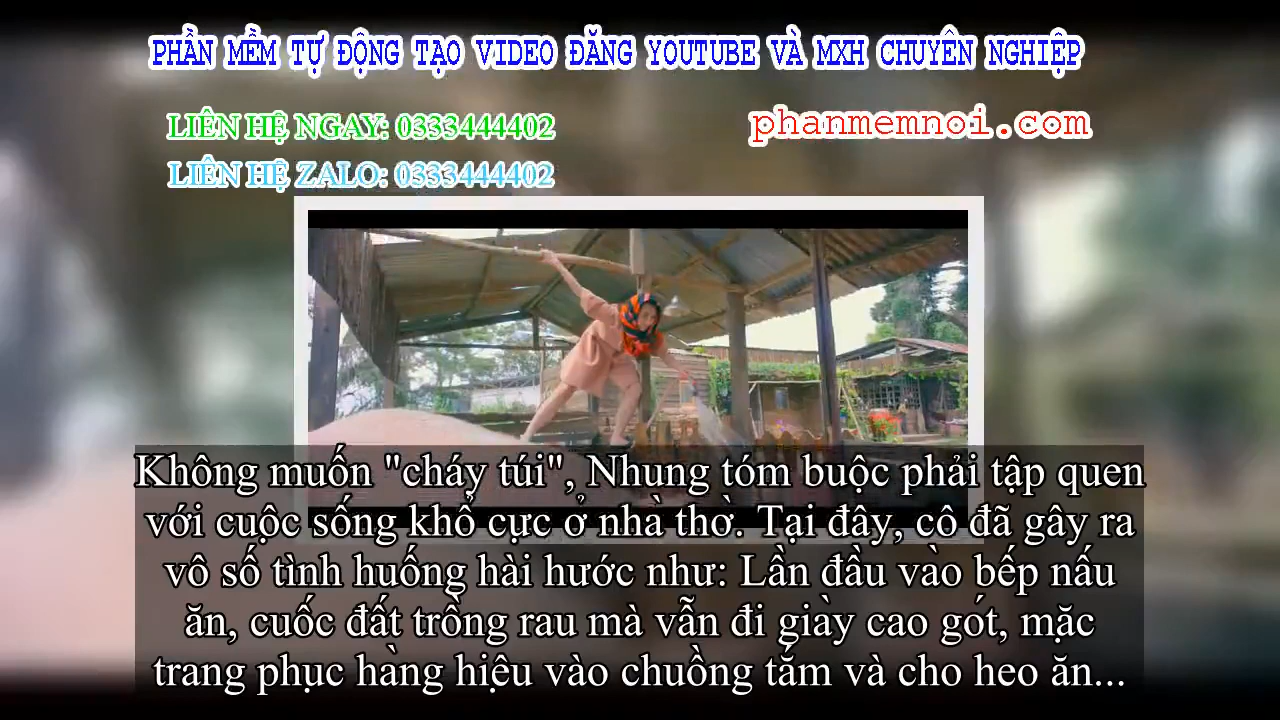 PHẦN MỀM TỰ ĐỘNG TẠO VIDEO ĐĂNG YOUTUBE VÀ MXH CHUYÊN NGHIỆP
LIÊN HỆ NGAY: 0333444402
phanmemnoi.com
LIÊN HỆ ZALO: 0333444402
Không muốn "cháy túi", Nhung tóm buộc phải tập quen
với cuộc sống khổ cực ở nhà thờ. Tại đây, cô đã gây ra
vô số tình huống hài hước như: Lần đầu vào bếp nấu
ăn, cuốc đất trồng rau mà vẫn đi giày cao gót, mặc
trang phục hàng hiệu vào chuồng tắm và cho heo ăn...